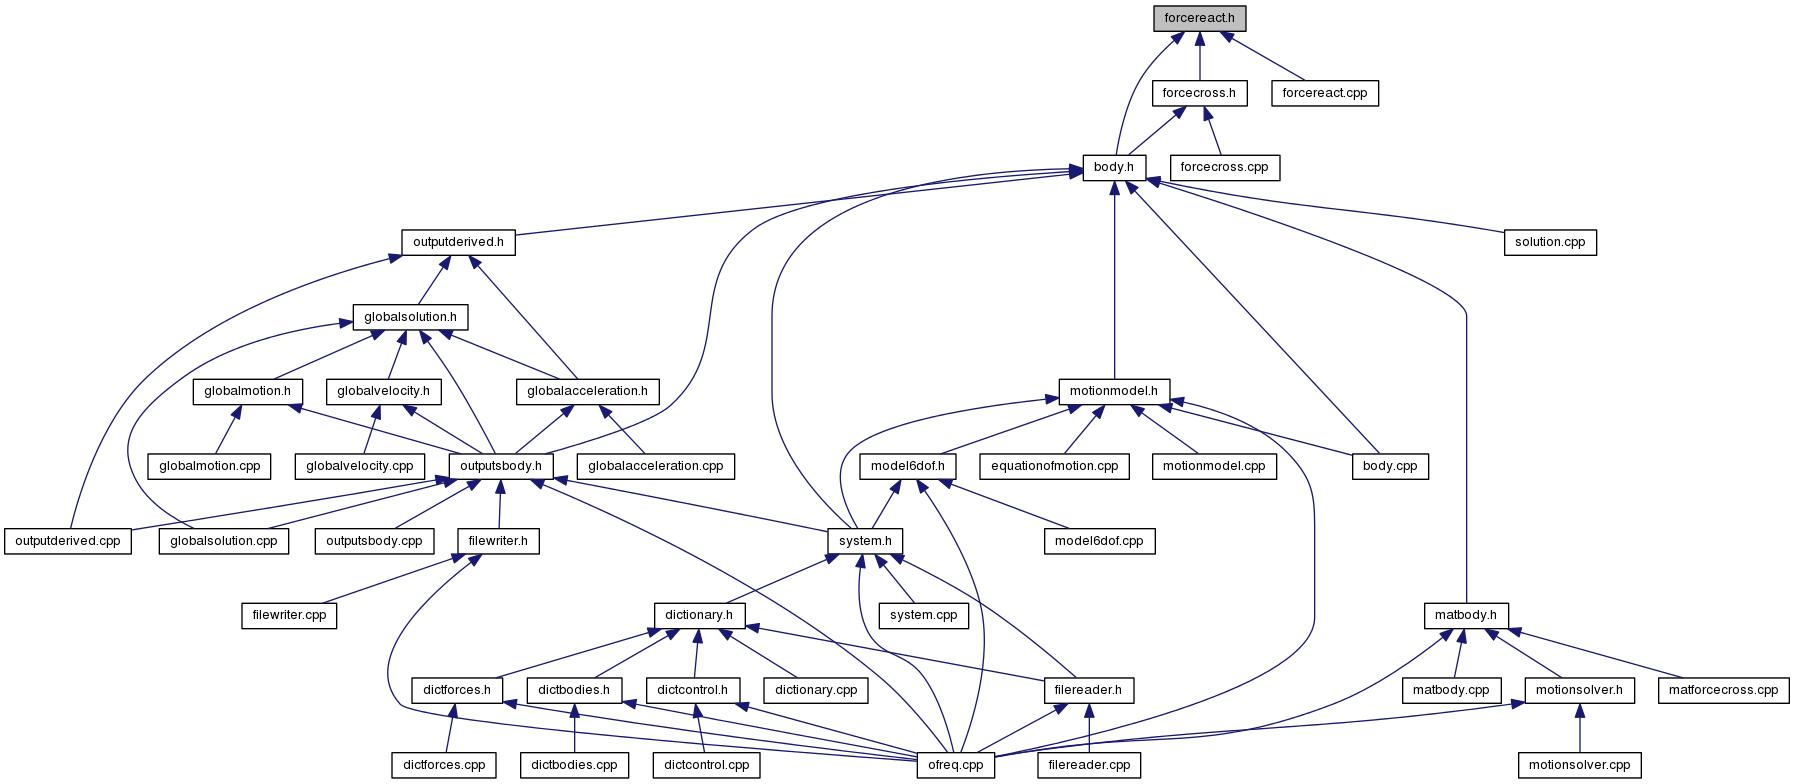 forcereact.h
forcecross.h
forcereact.cpp
body.h
forcecross.cpp
outputderived.h
solution.cpp
globalsolution.h
globalmotion.h
globalvelocity.h
globalacceleration.h
motionmodel.h
globalmotion.cpp
globalvelocity.cpp
outputsbody.h
globalacceleration.cpp
model6dof.h
equationofmotion.cpp
motionmodel.cpp
body.cpp
outputderived.cpp
globalsolution.cpp
outputsbody.cpp
filewriter.h
system.h
model6dof.cpp
filewriter.cpp
dictionary.h
system.cpp
matbody.h
dictforces.h
dictbodies.h
dictcontrol.h
dictionary.cpp
filereader.h
matbody.cpp
motionsolver.h
matforcecross.cpp
dictforces.cpp
dictbodies.cpp
dictcontrol.cpp
ofreq.cpp
filereader.cpp
motionsolver.cpp